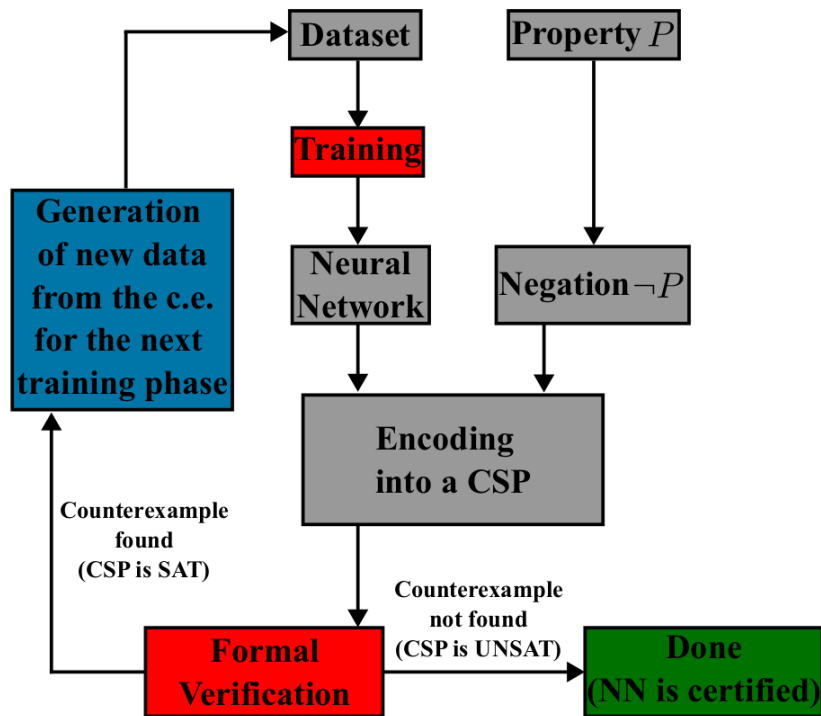 Dataset
Property P
Training
Generation
of new data
from the c.e.
for the next
training phase
Neural
Network
Negation ¬P
Encoding
into a CSP
Counterexample
found
(CSP is SAT)
Counterexample
not found
(CSP is UNSAT)
Formal
Verification
Done
(NN is certified)